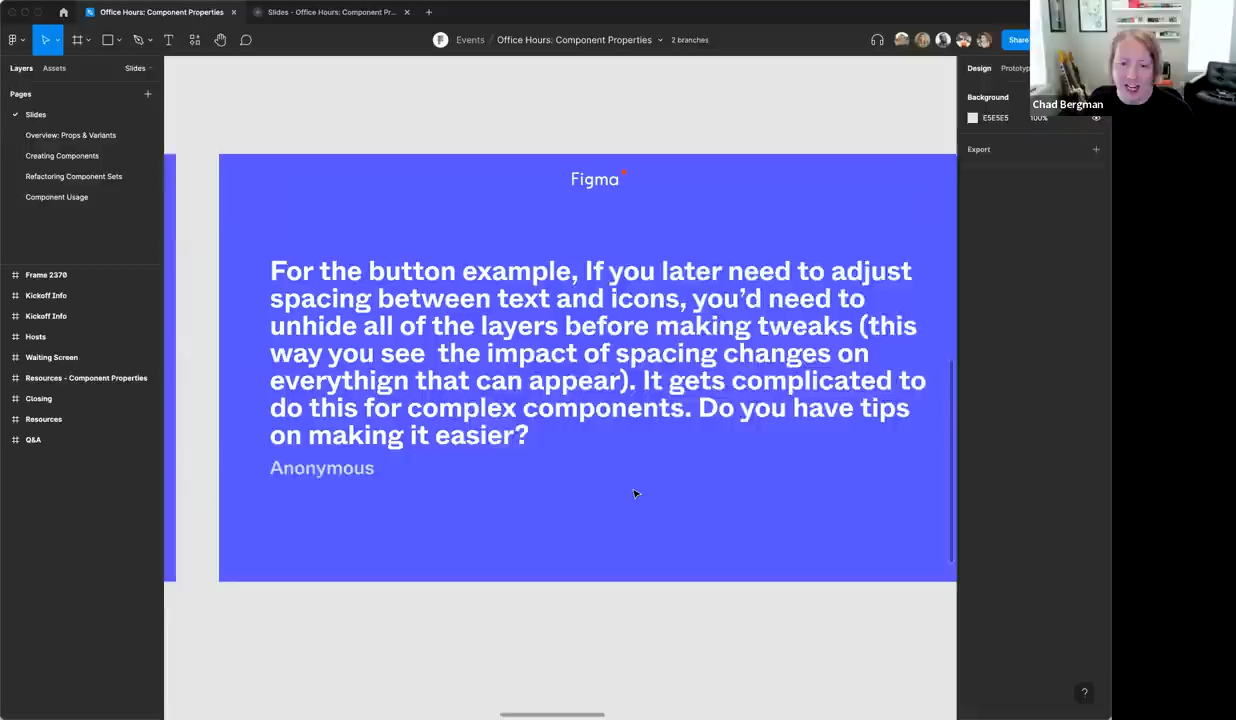 Office Hours: Component Properties
Slides - Office Hours: Component Pr...
Events / Office Hours: Component Properties
2 branches
Share
Layers
Assets
Slides
Design
Prototyp
Chad Bergman
Pages
Background
E5E5E5
100%
Export
Slides
Overview: Props & Variants
Creating Components
Refactoring Component Sets
Component Usage
Frame 2370
Kickoff Info
Kickoff Info
Hosts
Waiting Screen
Resources - Component Properties
Closing
Resources
Q&A
Figma
For the button example, If you later need to adjust
spacing between text and icons, you’d need to
unhide all of the layers before making tweaks (this
way you see  the impact of spacing changes on
everythign that can appear). It gets complicated to
do this for complex components. Do you have tips
on making it easier?
Anonymous
?